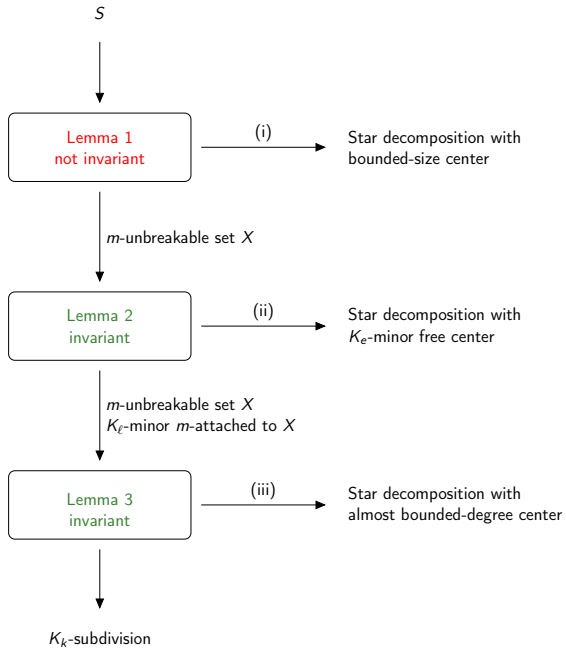 S
Lemma 1
not invariant
(i)
Star decomposition with
bounded-size center
m-unbreakable set X
Lemma 2
invariant
(ii)
Star decomposition with
K_e-minor free center
m-unbreakable set X
K_ℓ-minor m-attached to X
Lemma 3
invariant
(iii)
Star decomposition with
almost bounded-degree center
K_k-subdivision